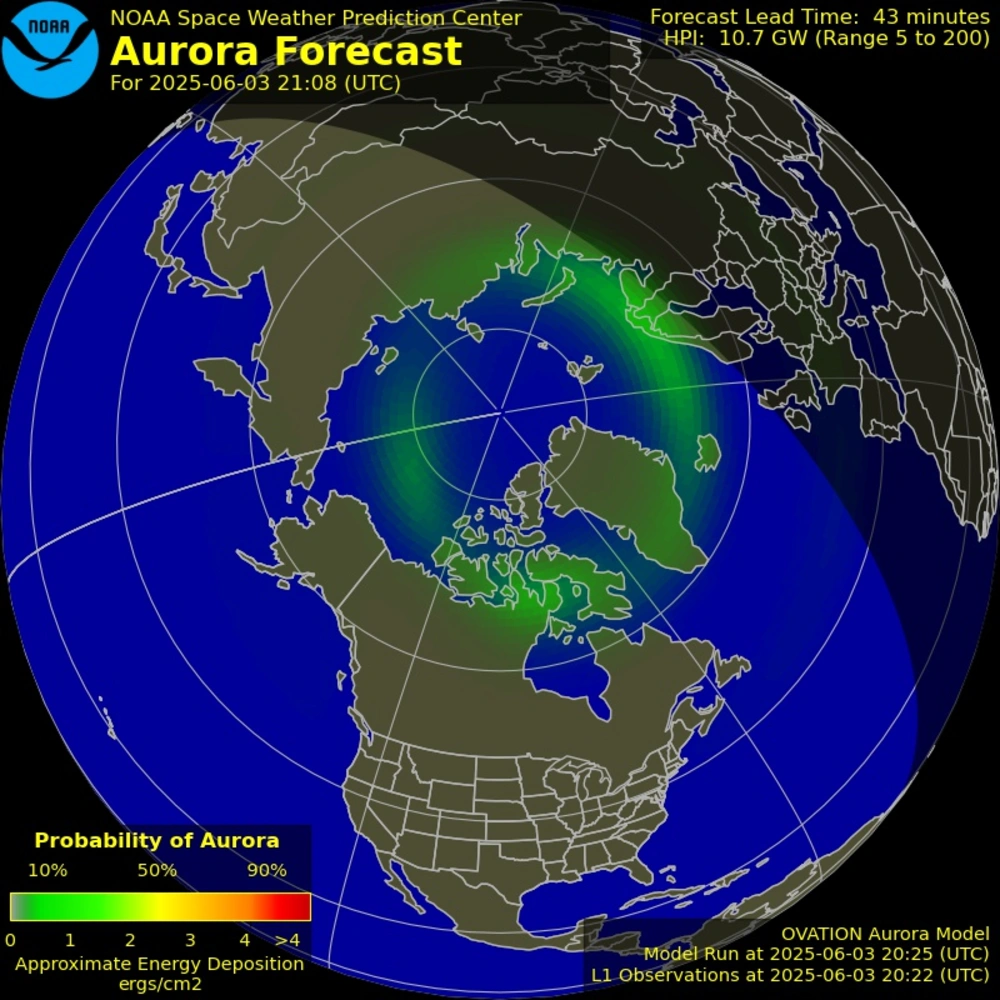 NOAA
NOAA Space Weather Prediction Center
Aurora Forecast
For 2025-06-03 21:08 (UTC)
Forecast Lead Time: 43 minutes
HPI: 10.7 GW (Range 5 to 200)
Probability of Aurora
10% 50% 90%
0 1 2 3 4 >4
Approximate Energy Deposition
ergs/cm2
OVATION Aurora Model
Model Run at 2025-06-03 20:25 (UTC)
L1 Observations at 2025-06-03 20:22 (UTC)